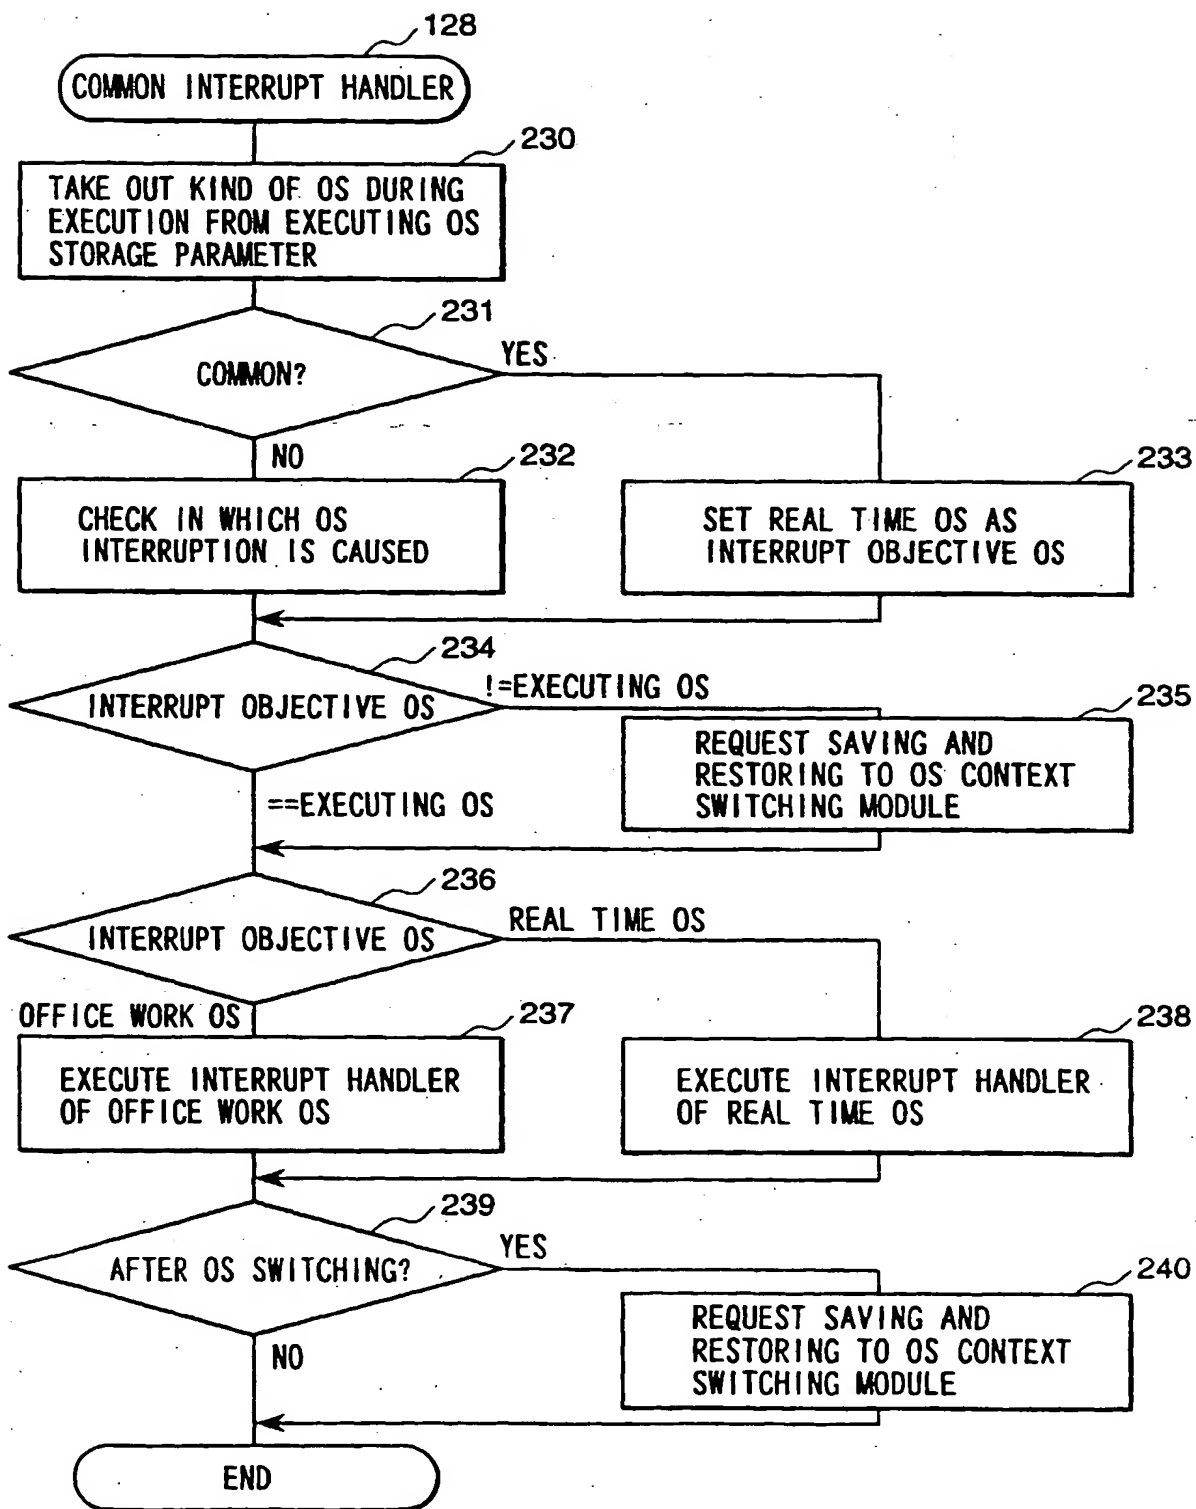 128
COMMON INTERRUPT HANDLER
230
TAKE OUT KIND OF OS DURING
EXECUTION FROM EXECUTING OS
STORAGE PARAMETER
231
COMMON?
YES
NO
232
CHECK IN WHICH OS
INTERRUPTION IS CAUSED
233
SET REAL TIME OS AS
INTERRUPT OBJECTIVE OS
234
INTERRUPT OBJECTIVE OS
!=EXECUTING OS
235
REQUEST SAVING AND
RESTORING TO OS CONTEXT
SWITCHING MODULE
==EXECUTING OS
236
INTERRUPT OBJECTIVE OS
REAL TIME OS
OFFICE WORK OS
237
EXECUTE INTERRUPT HANDLER
OF OFFICE WORK OS
238
EXECUTE INTERRUPT HANDLER
OF REAL TIME OS
239
AFTER OS SWITCHING?
YES
240
REQUEST SAVING AND
RESTORING TO OS CONTEXT
SWITCHING MODULE
NO
END